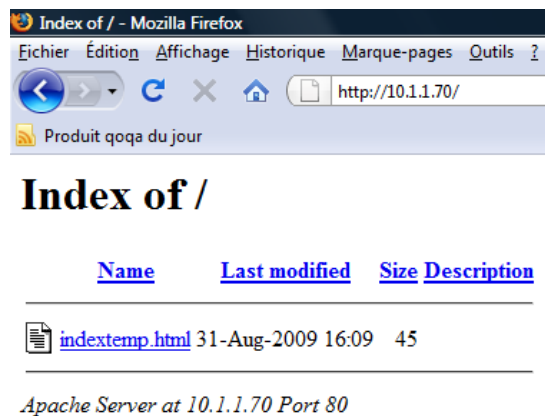 Index of / - Mozilla Firefox
Fichier Édition Affichage Historique Marque-pages Outils ?
http://10.1.1.70/
Produit qoqa du jour
Index of /
Name Last modified Size Description
indextemp.html 31-Aug-2009 16:09 45
Apache Server at 10.1.1.70 Port 80